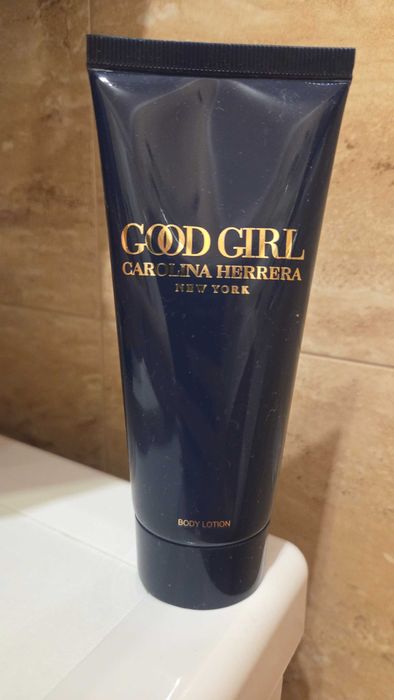 GOOD GIRL
CAROLINA HERRERA
NEW YORK
BODY LOTION